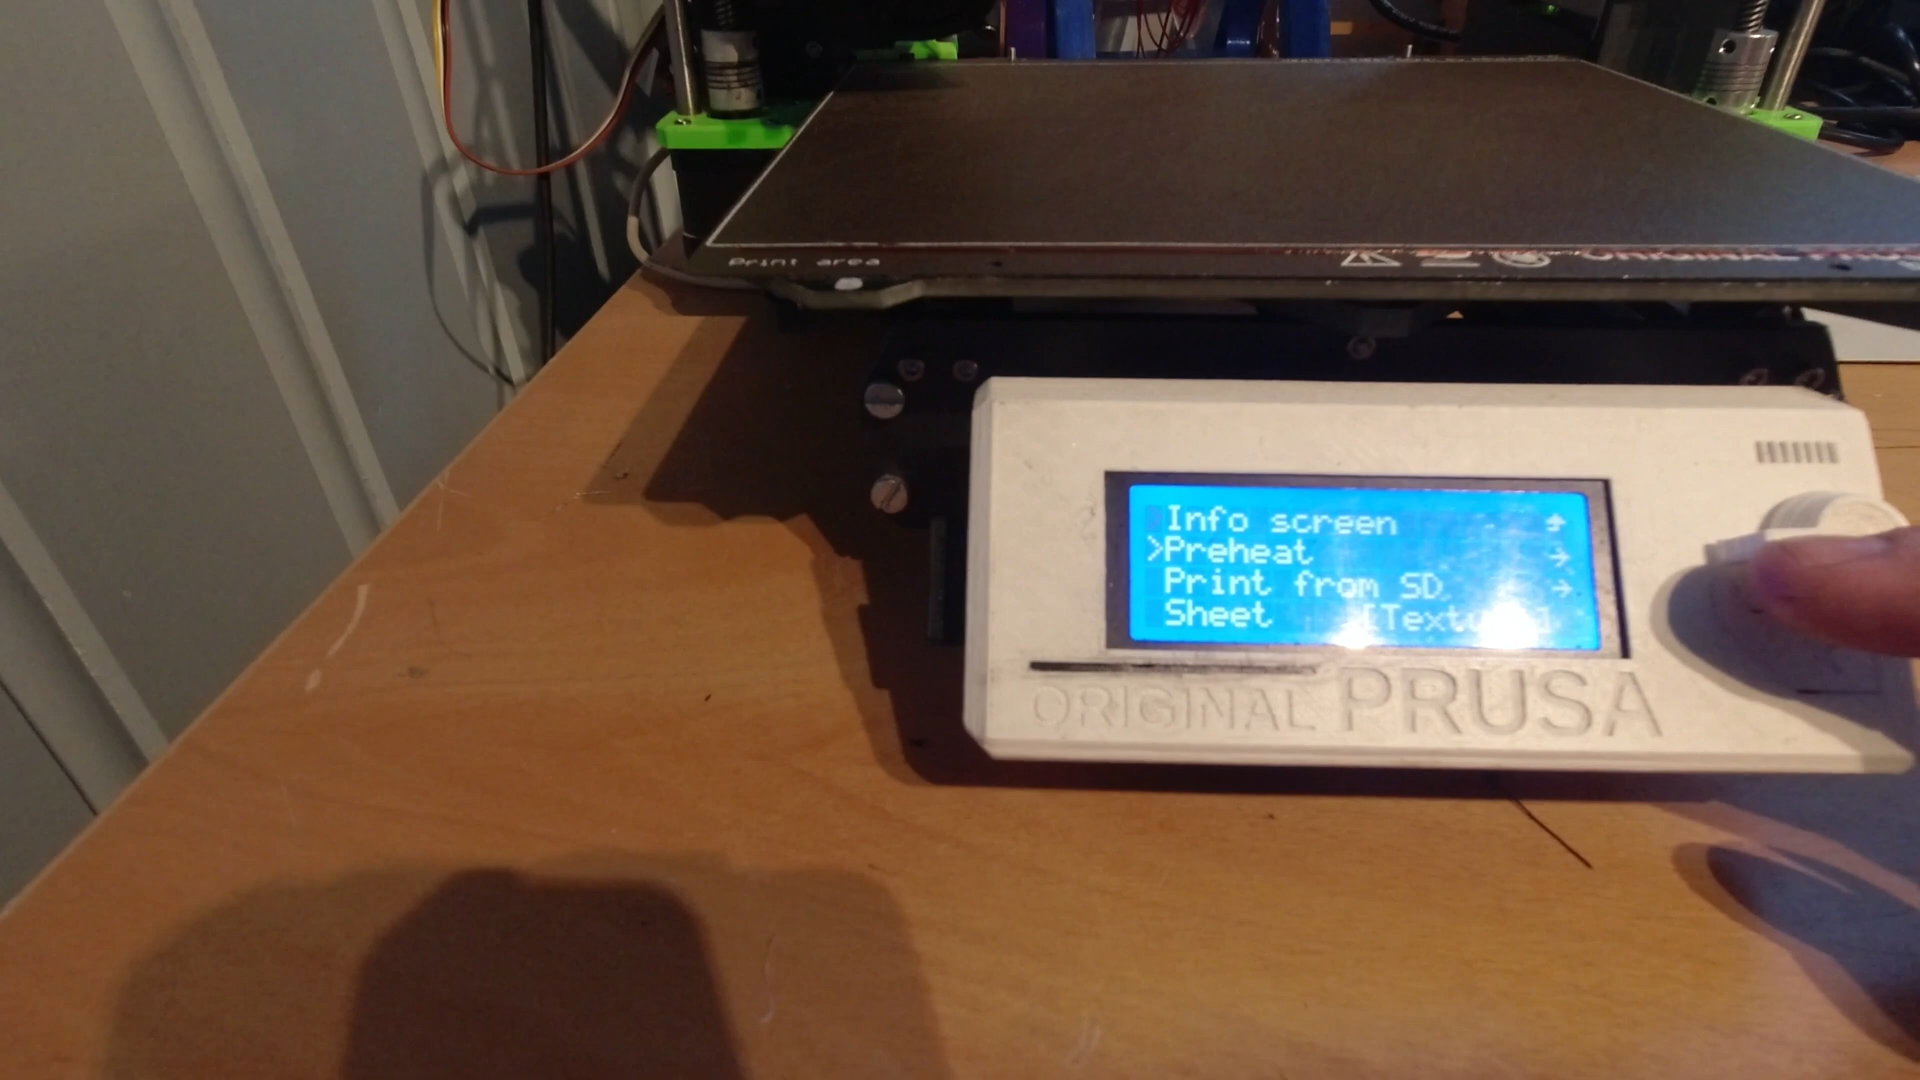 Print area
Info screen
>Preheat
Print from SD
Sheet
ORIGINAL PRUSA